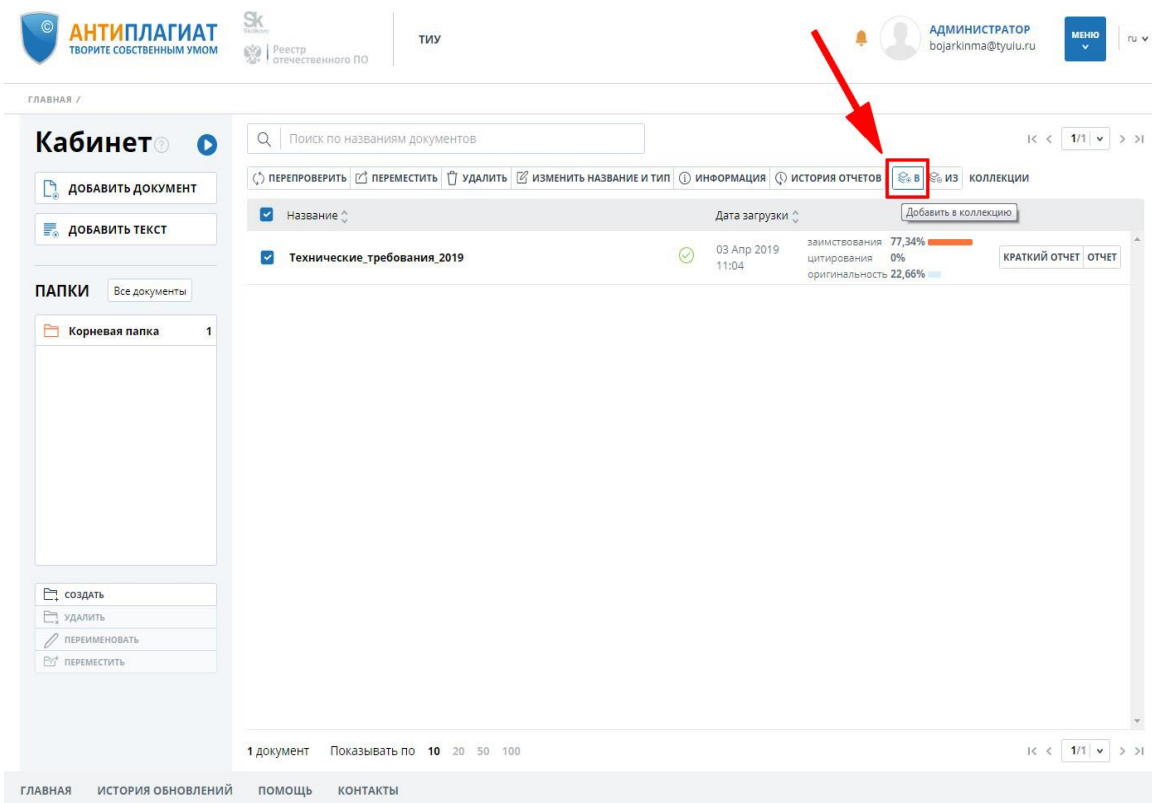 ©
АНТИПЛАГИАТ
ТВОРИТЕ СОБСТВЕННЫМ УМОМ
Sk
Skolkovo
Реестр
отечественного ПО
ТИУ
АДМИНИСТРАТОР
bojarkinma@tyuiu.ru
МЕНЮ
ru
ГЛАВНАЯ /
Кабинет ?
Поиск по названиям документов
1/1
ДОБАВИТЬ ДОКУМЕНТ
ДОБАВИТЬ ТЕКСТ
ПЕРЕПРОВЕРИТЬ ПЕРЕМЕСТИТЬ УДАЛИТЬ ИЗМЕНИТЬ НАЗВАНИЕ И ТИП ИНФОРМАЦИЯ ИСТОРИЯ ОТЧЕТОВ В ИЗ КОЛЛЕКЦИИ
Название Дата загрузки Добавить в коллекцию
Технические_требования_2019
03 Апр 2019
11:04
заимствования 77,34%
цитирования 0%
оригинальность 22,66%
КРАТКИЙ ОТЧЕТ ОТЧЕТ
ПАПКИ Все документы
Корневая папка 1
СОЗДАТЬ
УДАЛИТЬ
ПЕРЕИМЕНОВАТЬ
ПЕРЕМЕСТИТЬ
1 документ Показывать по 10 20 50 100
1/1
ГЛАВНАЯ ИСТОРИЯ ОБНОВЛЕНИЙ ПОМОЩЬ КОНТАКТЫ